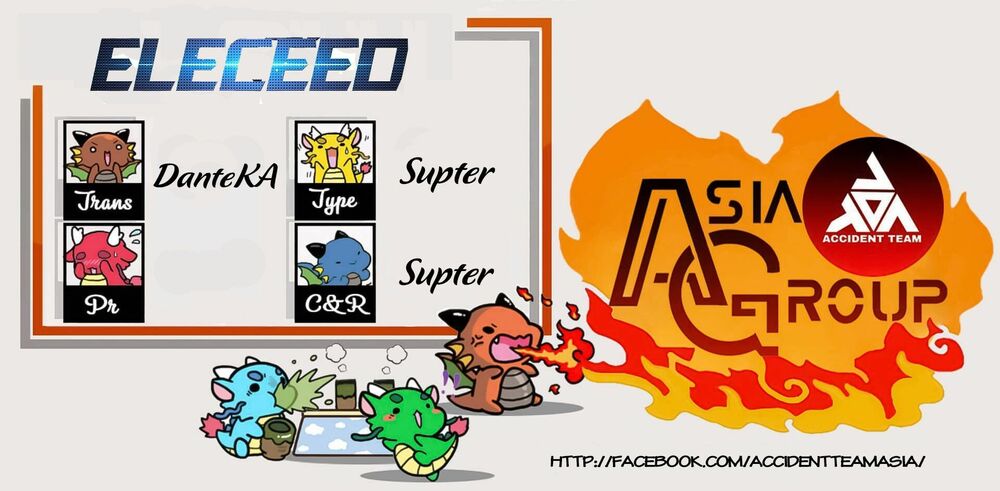 ELECEED
Trans
DanteKA
Type
Supter
Pr
C&R
Supter
ASIA
GROUP
ACCIDENT TEAM
HTTP://FACEBOOK.COM/ACCIDENTTEAMASIA/